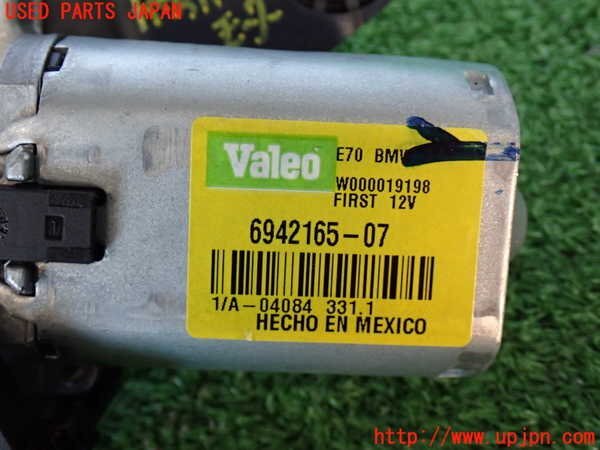 USED PARTS JAPAN
Valeo
E70 BMW
W000019198
FIRST 12V
6942165-07
1/A-04084 331.1
HECHO EN MEXICO
http://www.upjpn.com/